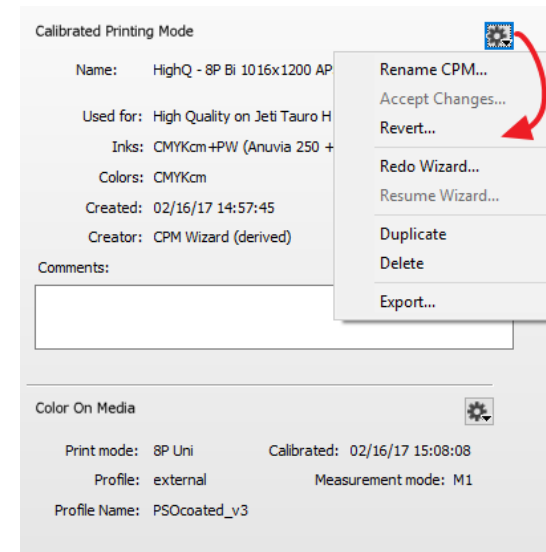 Calibrated Printing Mode
Name: HighQ - 8P Bi 1016x1200 AP
Used for: High Quality on Jeti Tauro H
Inks: CMYKcm+PW (Anuvia 250 +
Colors: CMYKcm
Created: 02/16/17 14:57:45
Creator: CPM Wizard (derived)
Comments:
Rename CPM...
Accept Changes...
Revert...
Redo Wizard...
Resume Wizard...
Duplicate
Delete
Export...
Color On Media
Print mode: 8P Uni Calibrated: 02/16/17 15:08:08
Profile: external Measurement mode: M1
Profile Name: PSOcoated_v3